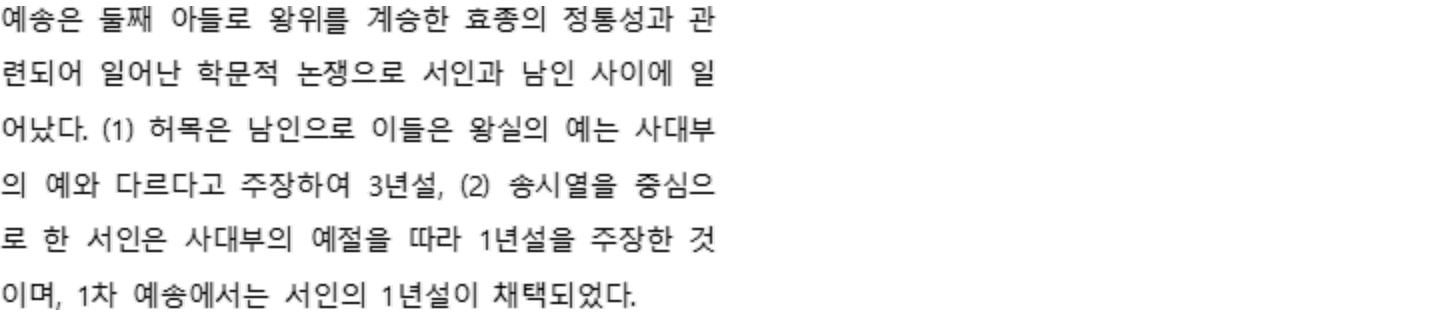 예송은 둘째 아들로 왕위를 계승한 효종의 정통성과 관
련되어 일어난 학문적 논쟁으로 서인과 남인 사이에 일
어났다. (1) 허목은 남인으로 이들은 왕실의 예는 사대부
의 예와 다르다고 주장하여 3년설, (2) 송시열을 중심으
로 한 서인은 사대부의 예절을 따라 1년설을 주장한 것
이며, 1차 예송에서는 서인의 1년설이 채택되었다.